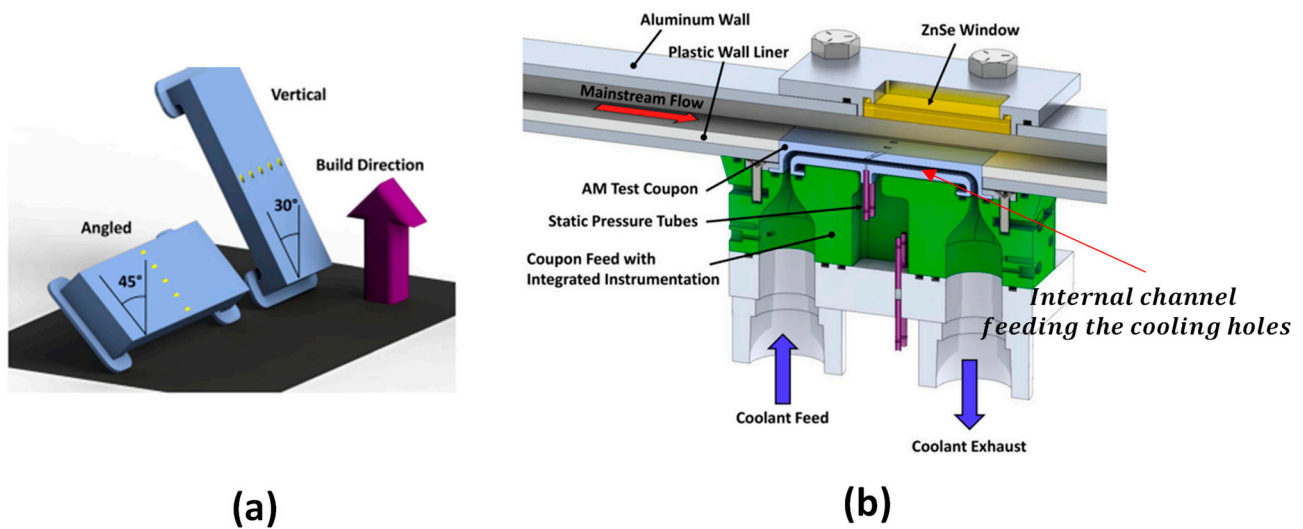 Vertical
Build Direction
30°
Angled
45°
(a)
Aluminum Wall
ZnSe Window
Plastic Wall Liner
Mainstream Flow
AM Test Coupon
Static Pressure Tubes
Coupon Feed with
Integrated Instrumentation
Internal channel
feeding the cooling holes
Coolant Feed
Coolant Exhaust
(b)